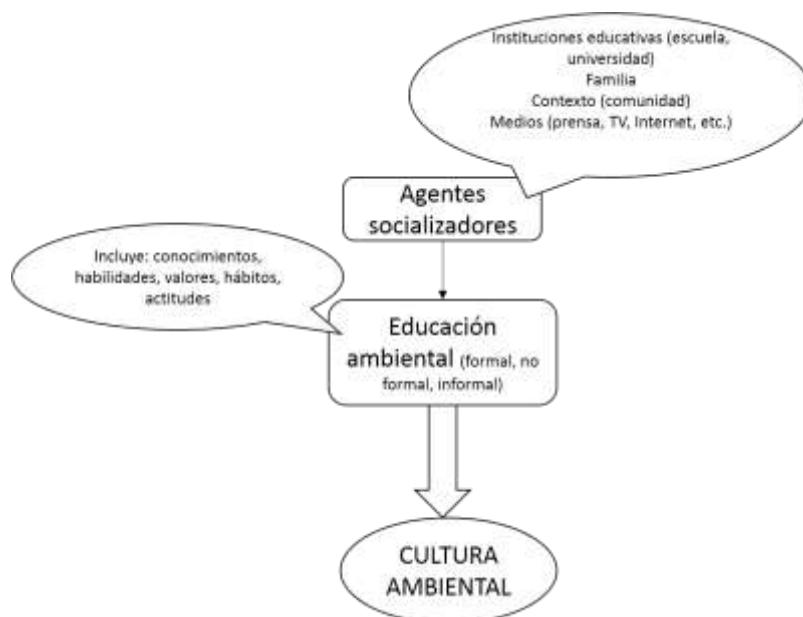 Instituciones educativas (escuela,
universidad)
Familia
Contexto (comunidad)
Medios (prensa, TV, Internet, etc.)
Agentes
socializadores
Incluye: conocimientos,
habilidades, valores, hábitos,
actitudes
Educación
ambiental (formal, no
formal, informal)
CULTURA
AMBIENTAL